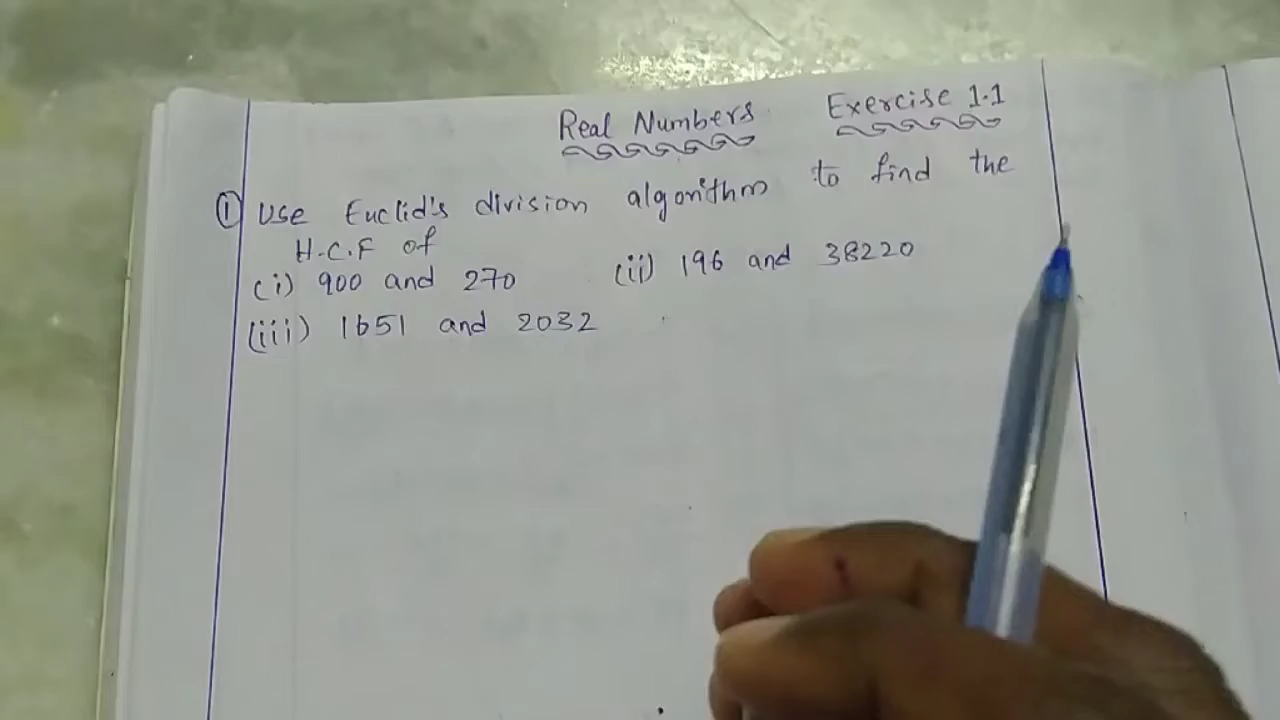 Real Numbers Exercise 1.1
① Use Euclid's division algorithm to find the
H.C.F of
(i) 900 and 270 (ii) 196 and 38220
(iii) 1651 and 2032